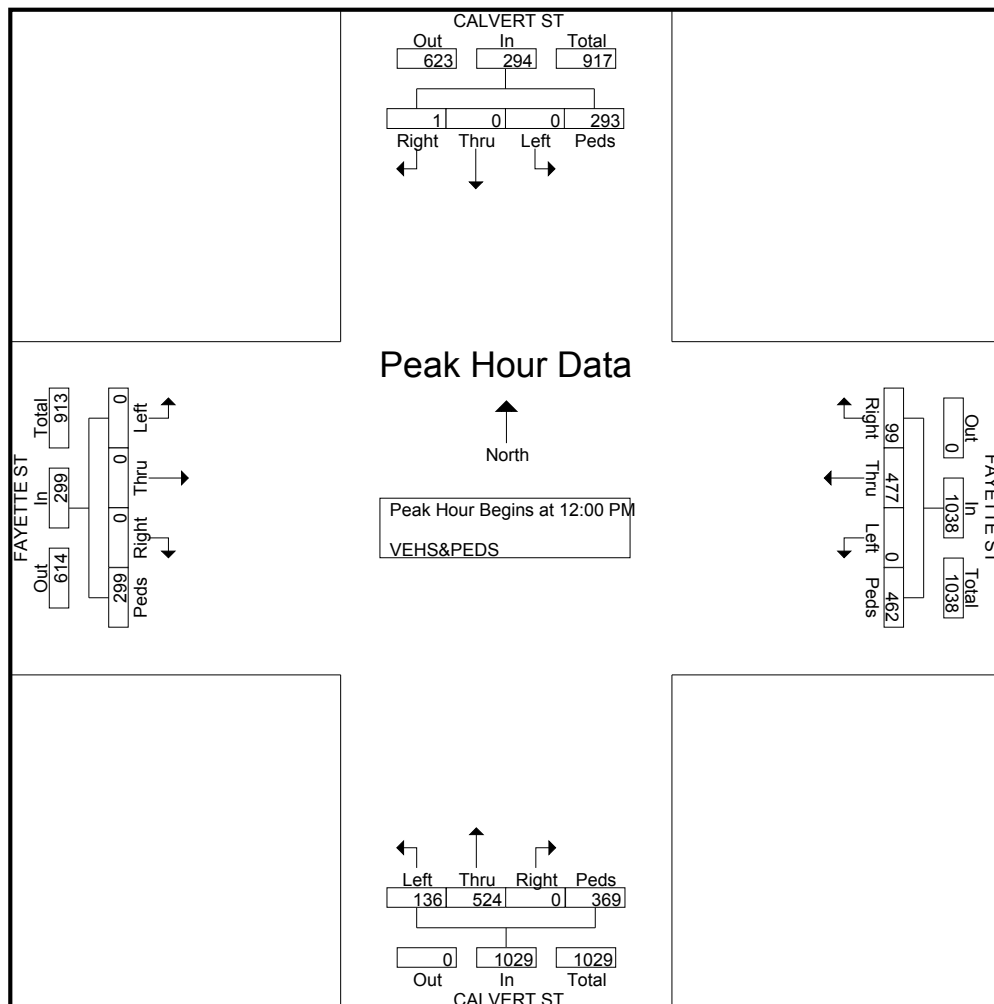 CALVERT ST
Out In Total
623 294 917
1 0 0 293
Right Thru Left Peds
Peak Hour Data
North
Peak Hour Begins at 12:00 PM
VEHS&PEDS
FAYETTE ST
Total In Out
913 299 614
0 0 0 299
Left Thru Right Peds
FAYETTE ST
Out In Total
0 1038 1038
99 477 0 462
Right Thru Left Peds
Left Thru Right Peds
136 524 0 369
0 1029 1029
Out In Total
CALVERT ST